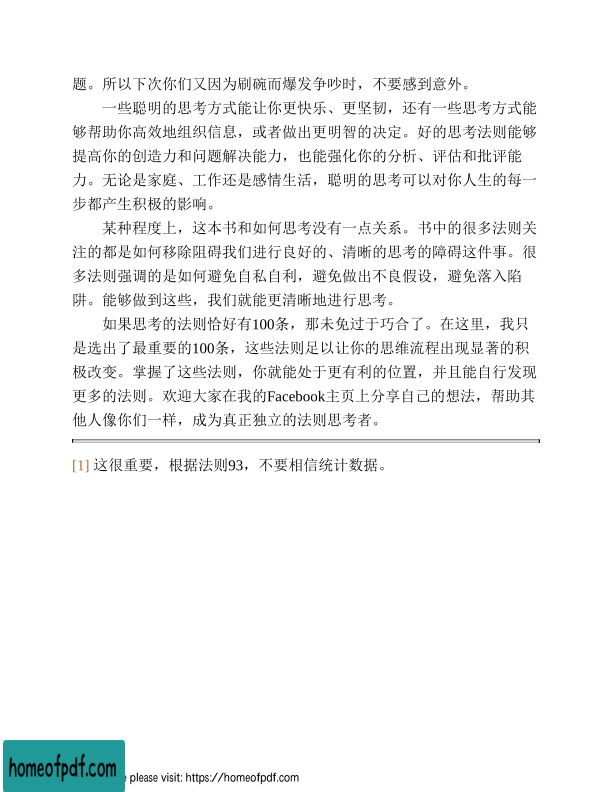 题。所以下次你们又因为刷碗而爆发争吵时，不要感到意外。
一些聪明的思考方式能让你更快乐、更坚韧，还有一些思考方式能
够帮助你高效地组织信息，或者做出更明智的决定。好的思考法则能够
提高你的创造力和问题解决能力，也能强化你的分析、评估和批评能
力。无论是家庭、工作还是感情生活，聪明的思考可以对你人生的每一
步都产生积极的影响。
某种程度上，这本书和如何思考没有一点关系。书中的很多法则关
注的都是如何移除阻碍我们进行良好的、清晰的思考的障碍这件事。很
多法则强调的是如何避免自私自利，避免做出不良假设，避免落入陷
阱。能够做到这些，我们就能更清晰地进行思考。
如果思考的法则恰好有100条，那未免过于巧合了。在这里，我只
是选出了最重要的100条，这些法则足以让你的思维流程出现显著的积
极改变。掌握了这些法则，你就能处于更有利的位置，并且能自行发现
更多的法则。欢迎大家在我的Facebook主页上分享自己的想法，帮助其
他人像你们一样，成为真正独立的法则思考者。
[1] 这很重要，根据法则93，不要相信统计数据。
homeofpdf.com
e please visit: https://homeofpdf.com